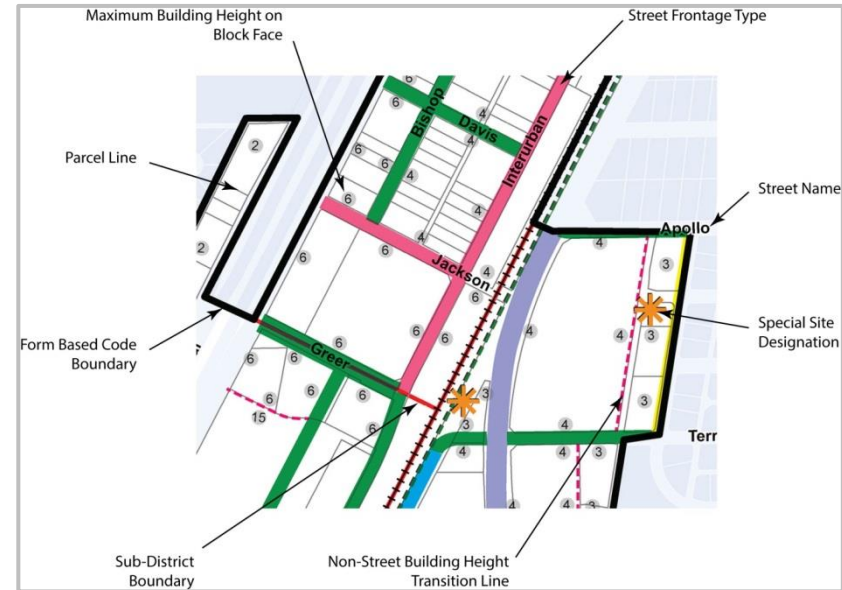 Maximum Building Height on
Block Face
Street Frontage Type
Parcel Line
Street Name
Form Based Code
Boundary
Special Site
Designation
Sub-District
Boundary
Non-Street Building Height
Transition Line
Bishop
Davis
Interurban
Jackson
Greer
Apollo
Terr
6
6
6
4
4
4
2
6
6
4
6
4
4
6
4
4
3
2
6
6
4
6
4
3
6
6
6
4
3
6
6
6
6
3
3
15
6
3
4
4
4
4
3
4
4
3